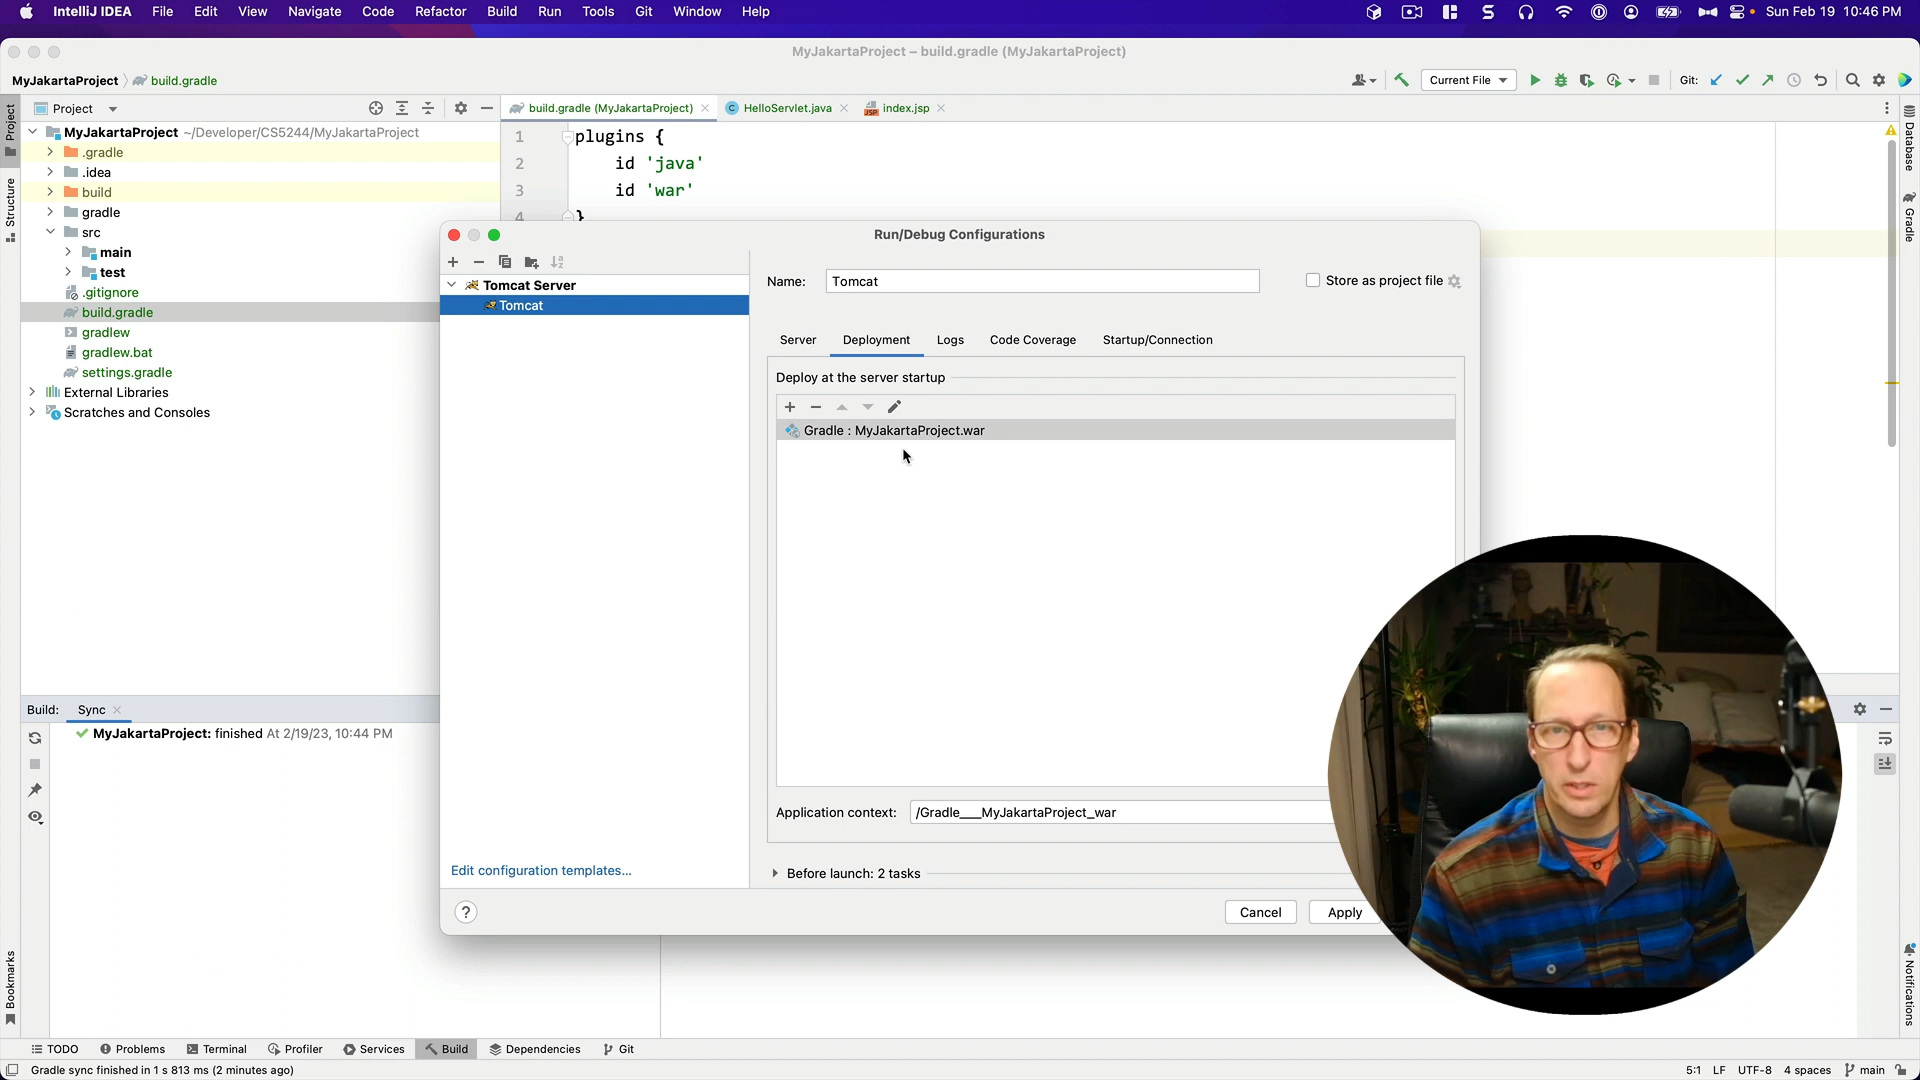 IntelliJ IDEA File Edit View Navigate Code Refactor Build Run Tools Git Window Help Sun Feb 19 10:46 PM
MyJakartaProject – build.gradle (MyJakartaProject)
MyJakartaProject build.gradle Current File Git:
Project build.gradle (MyJakartaProject) HelloServlet.java index.jsp
Project
Structure
Bookmarks
MyJakartaProject ~/Developer/CS5244/MyJakartaProject
.gradle
.idea
build
gradle
src
main
test
.gitignore
build.gradle
gradlew
gradlew.bat
settings.gradle
External Libraries
Scratches and Consoles
1 plugins {
2 id 'java'
3 id 'war'
4 }
Database
Gradle
Notifications
Run/Debug Configurations
Tomcat Server
Tomcat
Edit configuration templates...
Name: Tomcat Store as project file
Server Deployment Logs Code Coverage Startup/Connection
Deploy at the server startup
Gradle : MyJakartaProject.war
Application context: /Gradle___MyJakartaProject_war
Before launch: 2 tasks
? Cancel Apply
Build: Sync
MyJakartaProject: finished At 2/19/23, 10:44 PM
TODO Problems Terminal Profiler Services Build Dependencies Git
Gradle sync finished in 1 s 813 ms (2 minutes ago) 5:1 LF UTF-8 4 spaces main